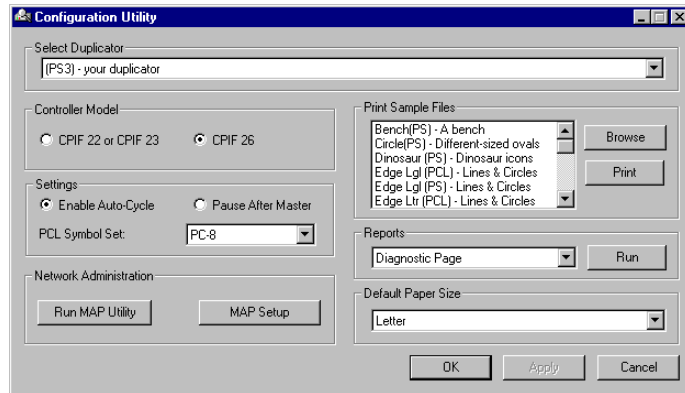 Configuration Utility
Select Duplicator
(PS3) - your duplicator
Controller Model
CPIF 22 or CPIF 23
CPIF 26
Settings
Enable Auto-Cycle
Pause After Master
PCL Symbol Set:
PC-8
Network Administration
Run MAP Utility
MAP Setup
Print Sample Files
Bench(PS) - A bench
Circle(PS) - Different-sized ovals
Dinosaur (PS) - Dinosaur icons
Edge Lgl (PCL) - Lines & Circles
Edge Lgl (PS) - Lines & Circles
Edge Ltr (PCL) - Lines & Circles
Browse
Print
Reports
Diagnostic Page
Run
Default Paper Size
Letter
OK
Apply
Cancel